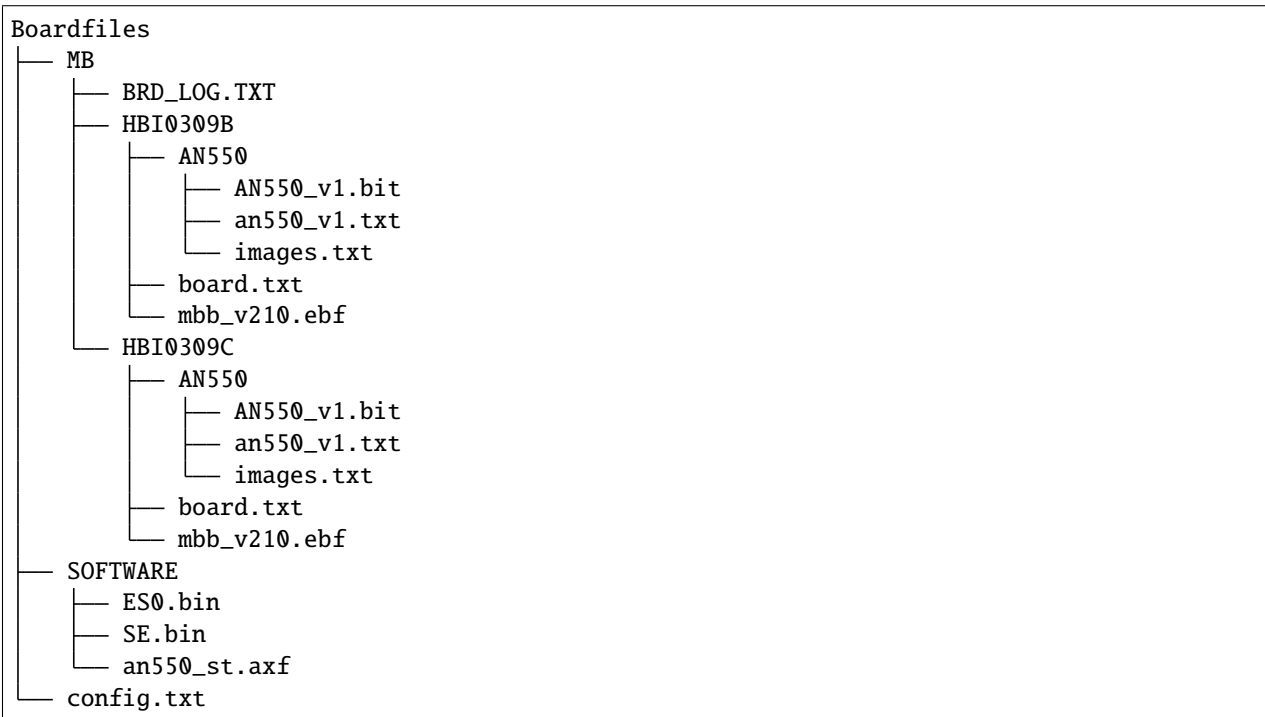 Boardfiles
├── MB
│   ├── BRD_LOG.TXT
│   ├── HBI0309B
│   │   ├── AN550
│   │   │   ├── AN550_v1.bit
│   │   │   ├── an550_v1.txt
│   │   │   └── images.txt
│   │   ├── board.txt
│   │   └── mbb_v210.ebf
│   └── HBI0309C
│       ├── AN550
│       │   ├── AN550_v1.bit
│       │   ├── an550_v1.txt
│       │   └── images.txt
│       ├── board.txt
│       └── mbb_v210.ebf
├── SOFTWARE
│   ├── ES0.bin
│   ├── SE.bin
│   └── an550_st.axf
└── config.txt